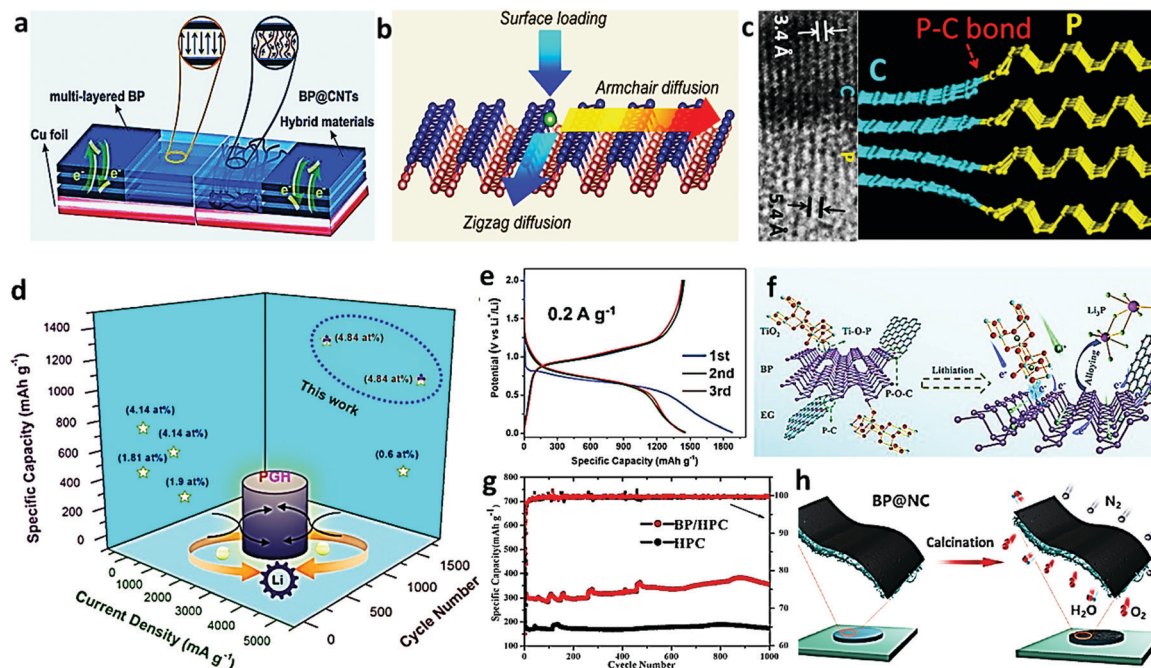 a
multi-layered BP
BP@CNTs
Hybrid materials
Cu foil
e⁻
e⁻
e⁻
e⁻
b
Surface loading
Armchair diffusion
Zigzag diffusion
c
3.4 Å
C
P
5.4 Å
P-C bond
P
C
d
Specific Capacity (mAh g⁻¹)
1400
1200
1000
800
600
400
200
0
(4.84 at%)
(4.84 at%)
This work
(4.14 at%)
(4.14 at%)
(1.81 at%)
(1.9 at%)
(0.6 at%)
PGH
Li
0
1000
2000
3000
4000
5000
Current Density (mA g⁻¹)
0
500
1000
1500
Cycle Number
e
Potential (V vs Li⁺/Li)
2.0
1.5
1.0
0.5
0.0
0.2 A g⁻¹
1st
2nd
3rd
0 300 600 900 1200 1500 1800
Specific Capacity (mAh g⁻¹)
f
TiO₂
Ti-O-P
BP
P-O-C
EG
P-C
Lithiation
Li₃P
Alloying
e⁻
e⁻
e⁻
g
Specific Capacity(mAh g⁻¹)
800
700
600
500
400
300
200
100
BP/HPC
HPC
100
90
80
70
60
0 200 400 600 800 1000
Cyecle Number
h
BP@NC
Calcination
N₂
H₂O
O₂